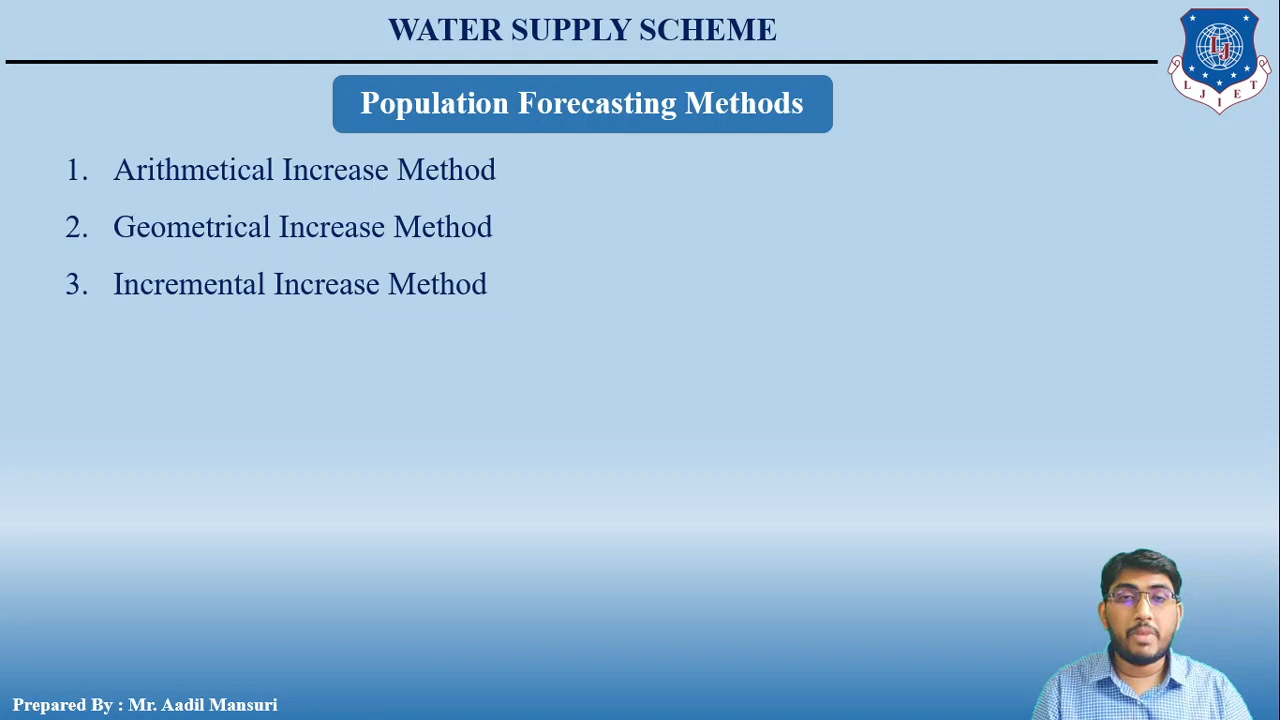 WATER SUPPLY SCHEME
LJ
L J I E T
Population Forecasting Methods
1. Arithmetical Increase Method
2. Geometrical Increase Method
3. Incremental Increase Method
Prepared By : Mr. Aadil Mansuri